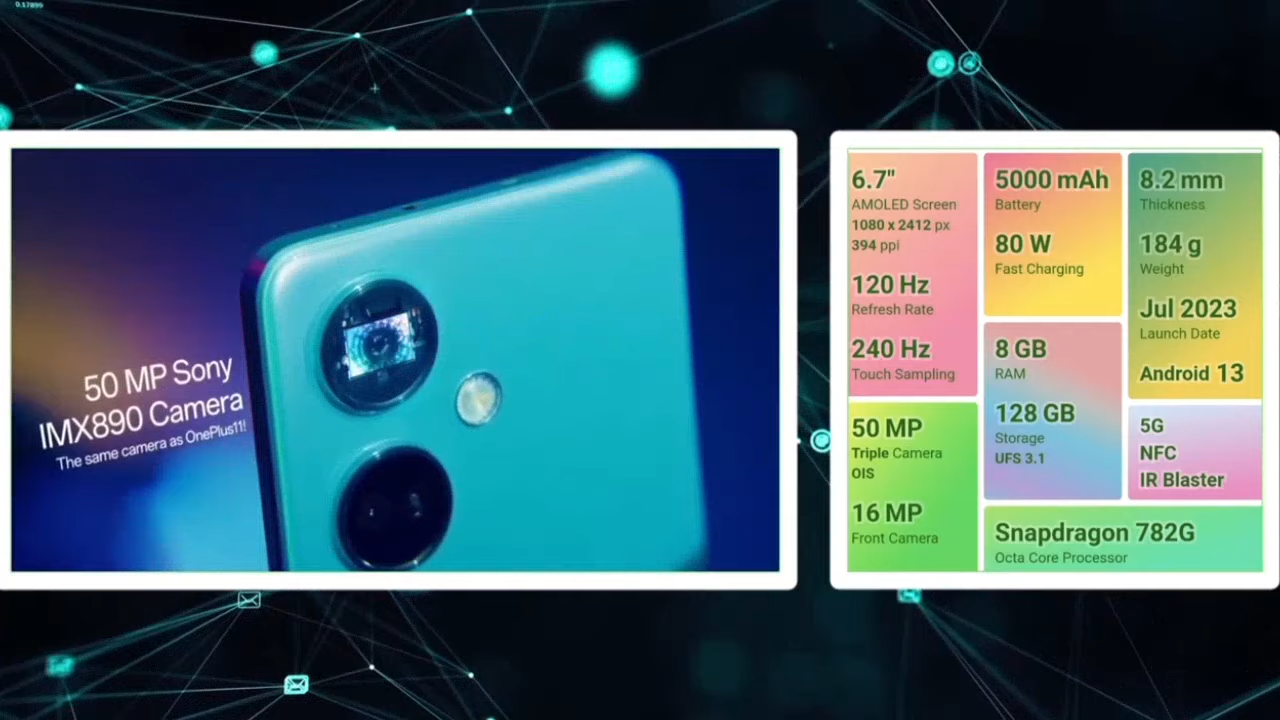 0.17899
50 MP Sony
IMX890 Camera
The same camera as OnePlus11!
6.7"
AMOLED Screen
1080 x 2412 px
394 ppi
120 Hz
Refresh Rate
240 Hz
Touch Sampling
50 MP
Triple Camera
OIS
16 MP
Front Camera
5000 mAh
Battery
80 W
Fast Charging
8 GB
RAM
128 GB
Storage
UFS 3.1
8.2 mm
Thickness
184 g
Weight
Jul 2023
Launch Date
Android 13
5G
NFC
IR Blaster
Snapdragon 782G
Octa Core Processor